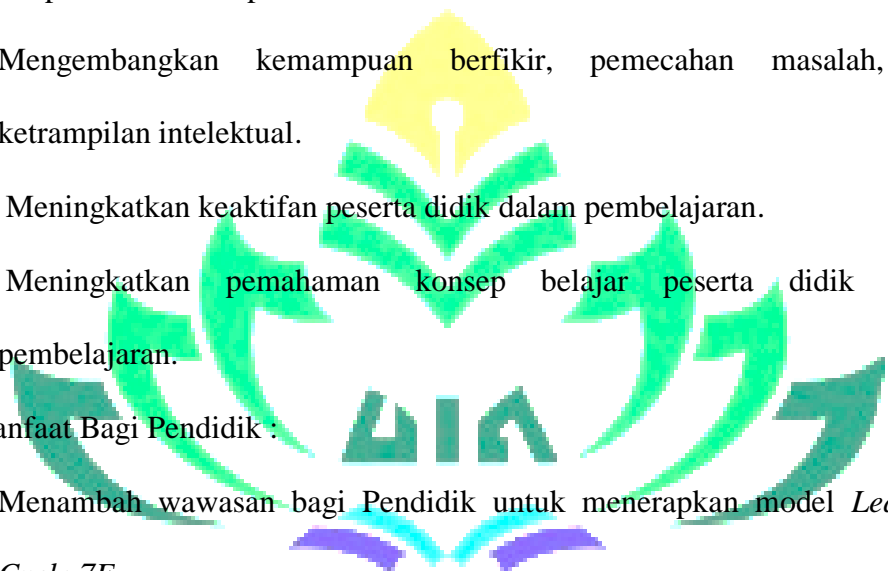 Mengembangkan kemampuan berfikir, pemecahan masalah,
ketrampilan intelektual.
Meningkatkan keaktifan peserta didik dalam pembelajaran.
Meningkatkan pemahaman konsep belajar peserta didik
pembelajaran.
anfaat Bagi Pendidik :
Menambah wawasan bagi Pendidik untuk menerapkan model
UIN